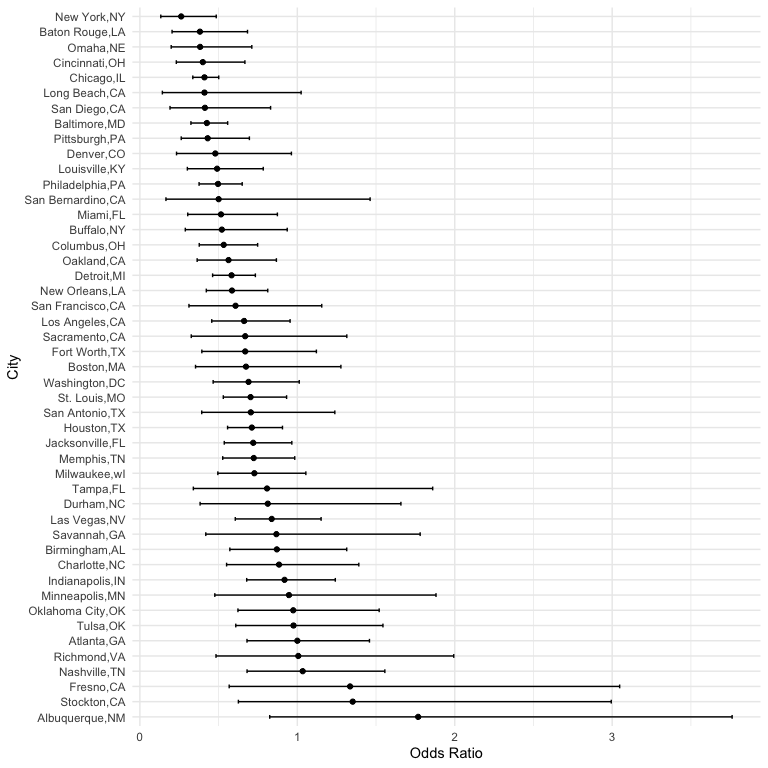 New York,NY
Baton Rouge,LA
Omaha,NE
Cincinnati,OH
Chicago,IL
Long Beach,CA
San Diego,CA
Baltimore,MD
Pittsburgh,PA
Denver,CO
Louisville,KY
Philadelphia,PA
San Bernardino,CA
Miami,FL
Buffalo,NY
Columbus,OH
Oakland,CA
Detroit,MI
New Orleans,LA
San Francisco,CA
Los Angeles,CA
Sacramento,CA
Fort Worth,TX
Boston,MA
Washington,DC
St. Louis,MO
San Antonio,TX
Houston,TX
Jacksonville,FL
Memphis,TN
Milwaukee,wI
Tampa,FL
Durham,NC
Las Vegas,NV
Savannah,GA
Birmingham,AL
Charlotte,NC
Indianapolis,IN
Minneapolis,MN
Oklahoma City,OK
Tulsa,OK
Atlanta,GA
Richmond,VA
Nashville,TN
Fresno,CA
Stockton,CA
Albuquerque,NM
City
0 1 2 3
Odds Ratio